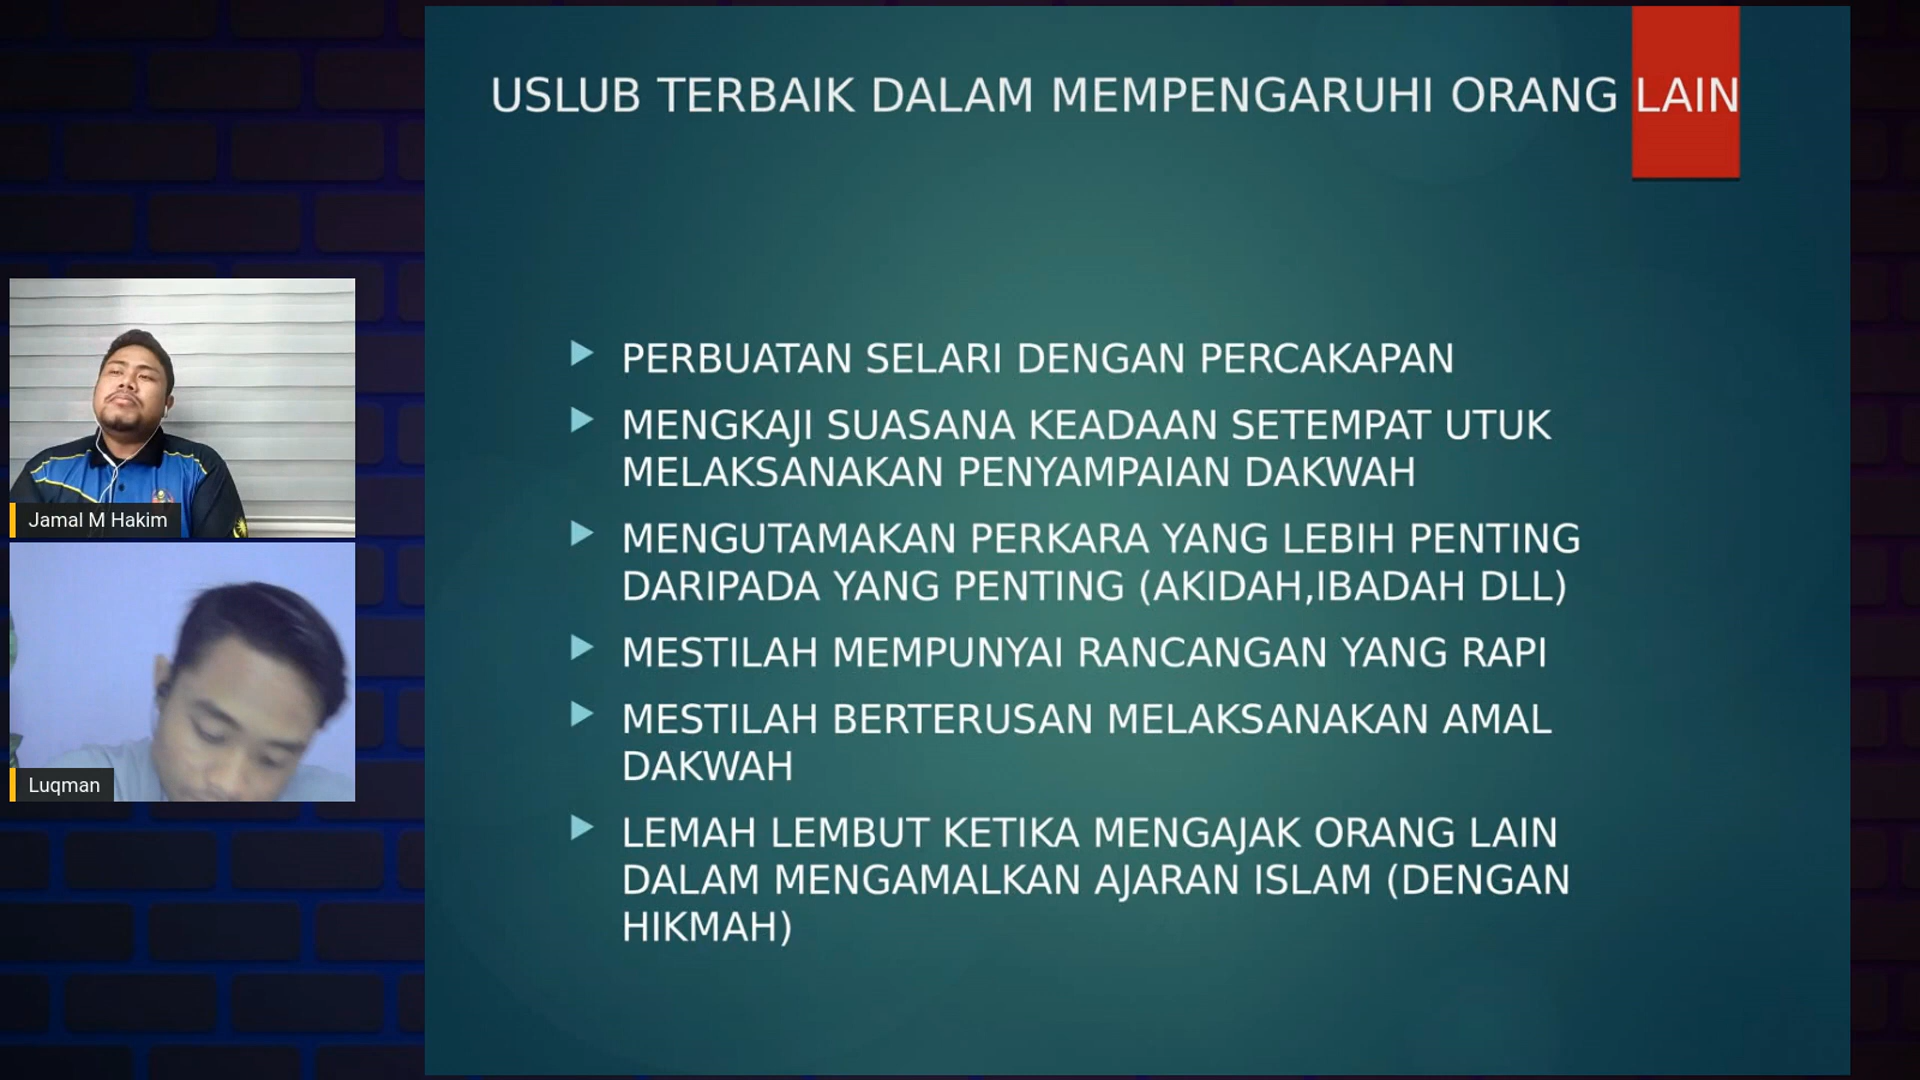 USLUB TERBAIK DALAM MEMPENGARUHI ORANG LAIN
PERBUATAN SELARI DENGAN PERCAKAPAN
MENGKAJI SUASANA KEADAAN SETEMPAT UTUK
MELAKSANAKAN PENYAMPAIAN DAKWAH
MENGUTAMAKAN PERKARA YANG LEBIH PENTING
DARIPADA YANG PENTING (AKIDAH,IBADAH DLL)
MESTILAH MEMPUNYAI RANCANGAN YANG RAPI
MESTILAH BERTERUSAN MELAKSANAKAN AMAL
DAKWAH
LEMAH LEMBUT KETIKA MENGAJAK ORANG LAIN
DALAM MENGAMALKAN AJARAN ISLAM (DENGAN
HIKMAH)
Jamal M Hakim
Luqman